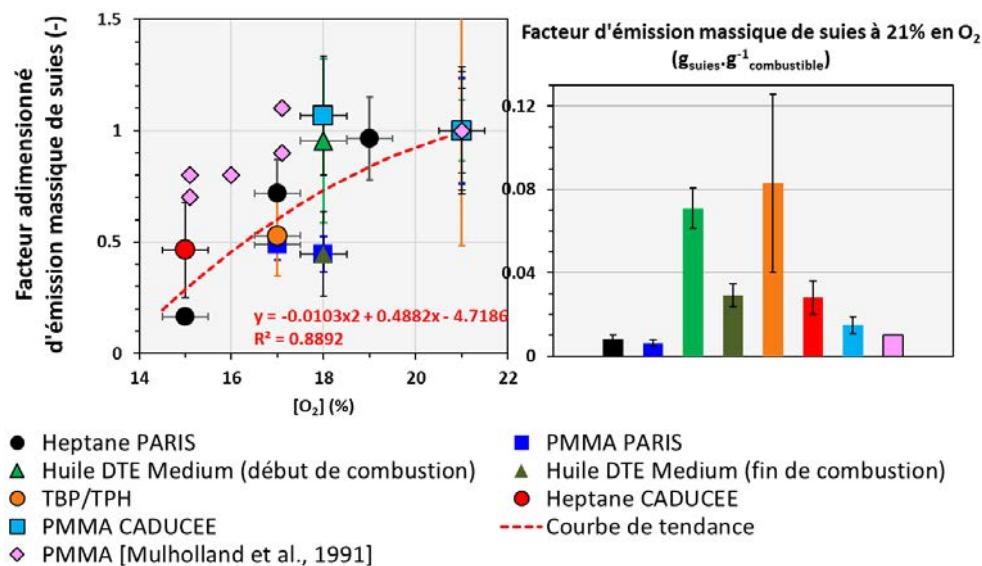 Facteur adimensionné
d'émission massique de suies (-)
1.5
1
0.5
0
14
16
18
20
22
[O₂] (%)
y = -0.0103x2 + 0.4882x - 4.7186
R² = 0.8892
Facteur d'émission massique de suies à 21% en O₂
(g_suies.g⁻¹_combustible)
0.12
0.08
0.04
0
Heptane PARIS
PMMA PARIS
Huile DTE Medium (début de combustion)
Huile DTE Medium (fin de combustion)
TBP/TPH
Heptane CADUCEE
PMMA CADUCEE
Courbe de tendance
PMMA [Mulholland et al., 1991]